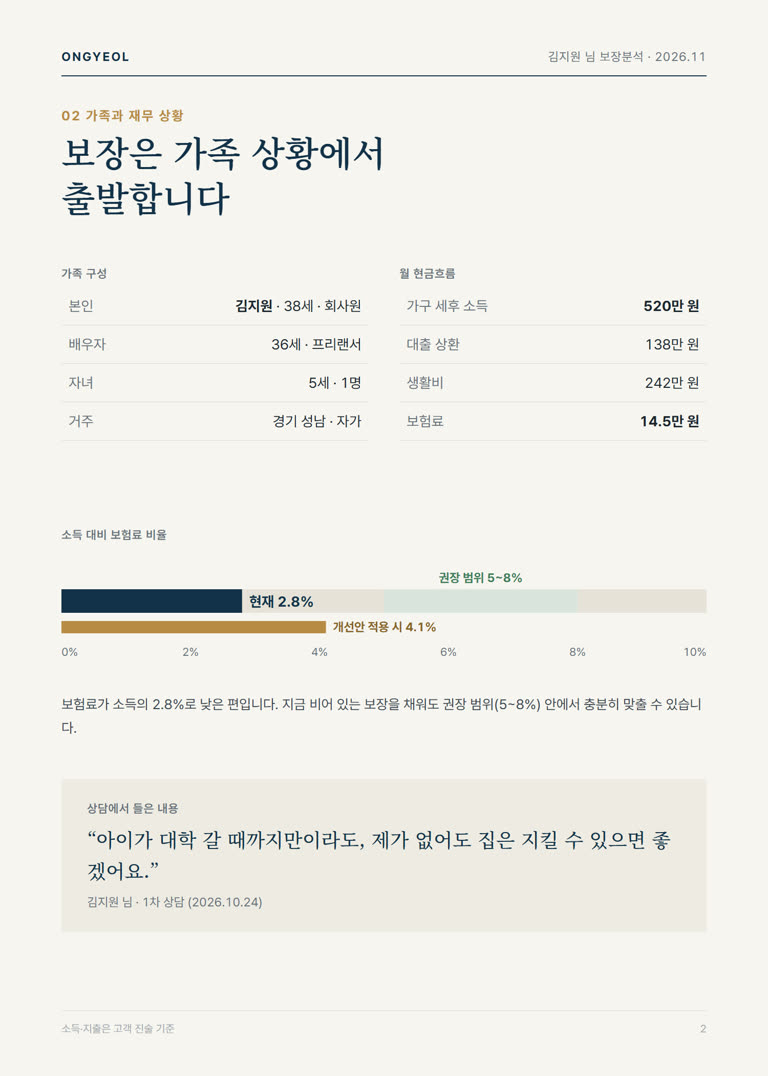 ONGYEOL
김지원 님 보장분석 · 2026.11
02 가족과 재무 상황
보장은 가족 상황에서
출발합니다
가족 구성
본인 김지원 · 38세 · 회사원
배우자 36세 · 프리랜서
자녀 5세 · 1명
거주 경기 성남 · 자가
월 현금흐름
가구 세후 소득 520만 원
대출 상환 138만 원
생활비 242만 원
보험료 14.5만 원
소득 대비 보험료 비율
권장 범위 5~8%
현재 2.8%
개선안 적용 시 4.1%
0% 2% 4% 6% 8% 10%
보험료가 소득의 2.8%로 낮은 편입니다. 지금 비어 있는 보장을 채워도 권장 범위(5~8%) 안에서 충분히 맞출 수 있습니
다.
상담에서 들은 내용
“아이가 대학 갈 때까지만이라도, 제가 없어도 집은 지킬 수 있으면 좋
겠어요.”
김지원 님 · 1차 상담 (2026.10.24)
소득·지출은 고객 진술 기준
2